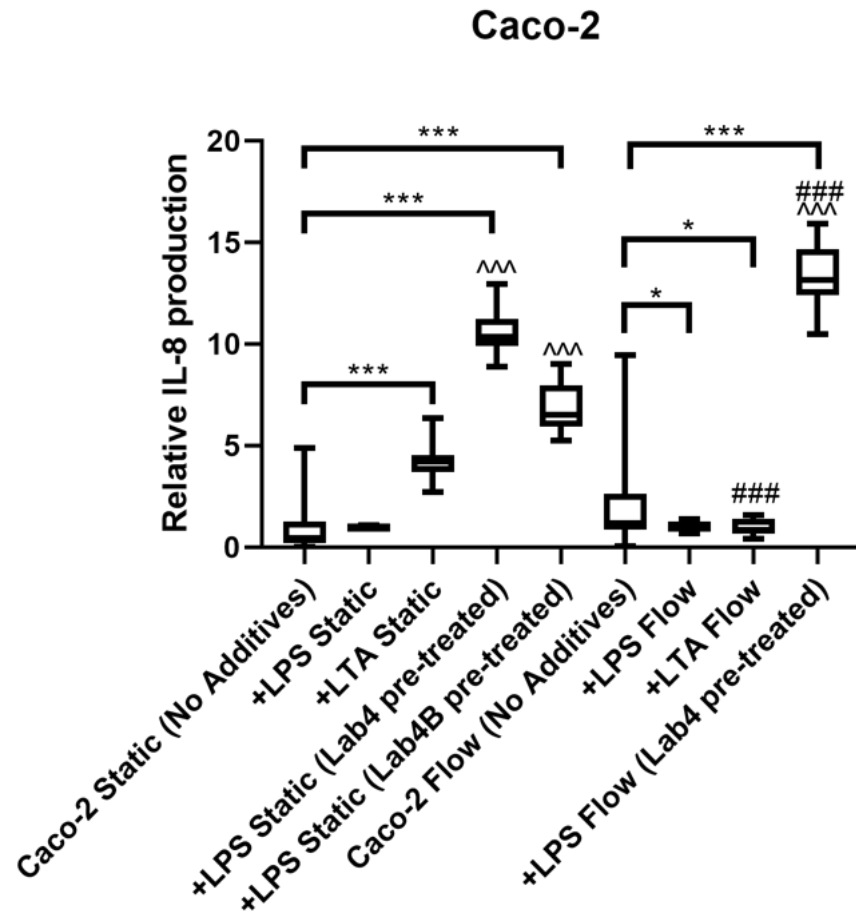 Caco-2
Relative IL-8 production
20
15
10
5
0
***
***
***
^^^
^^^
***
*
*
###
###
^^^
Caco-2 Static (No Additives)
+LPS Static
+LTA Static
+LPS Static (Lab4 pre-treated)
+LPS Static (Lab4B pre-treated)
Caco-2 Flow (No Additives)
+LPS Flow
+LTA Flow
+LPS Flow (Lab4 pre-treated)